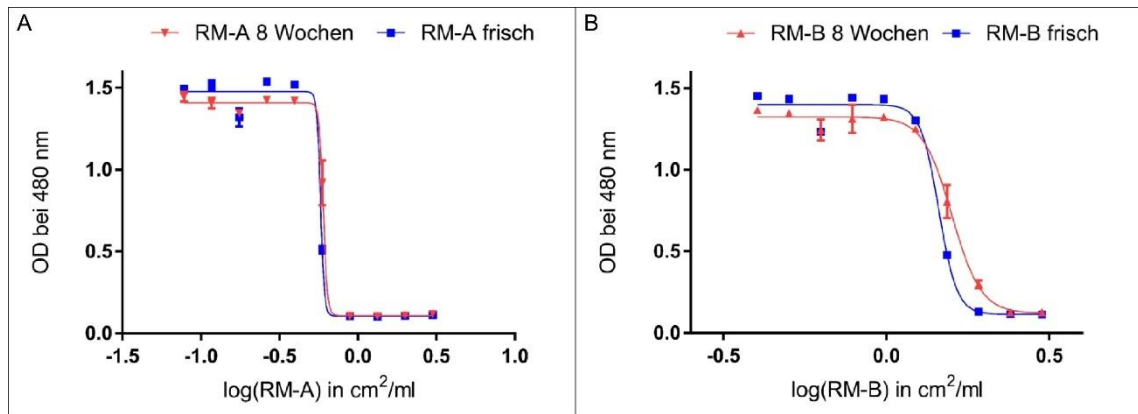 A
RM-A 8 Wochen RM-A frisch
1.5
1.0
0.5
0.0
OD bei 480 nm
-1.5 -1.0 -0.5 0.0 0.5 1.0
log(RM-A) in cm²/ml
B
RM-B 8 Wochen RM-B frisch
1.5
1.0
0.5
0.0
OD bei 480 nm
-0.5 0.0 0.5
log(RM-B) in cm²/ml